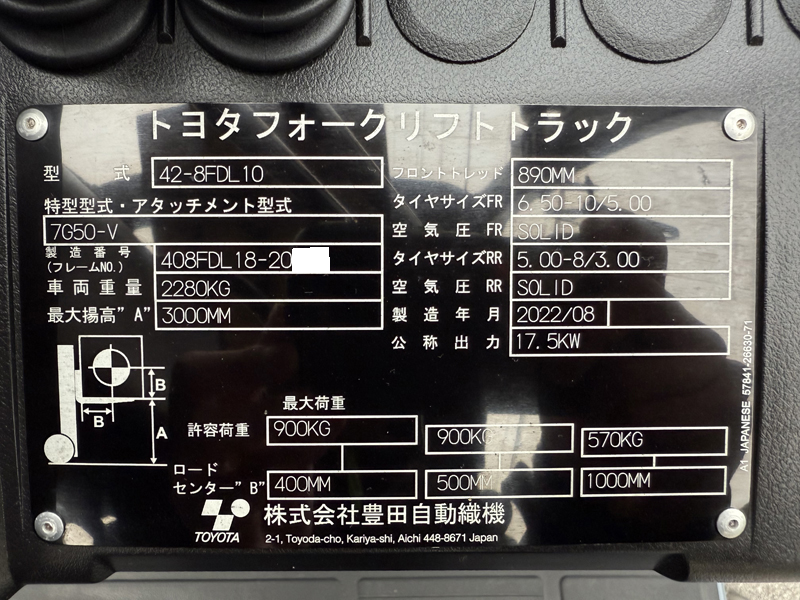 トヨタフォークリフトトラック
型式 42-8FDL10
特型型式・アタッチメント型式
7G50-V
製造番号
(フレームNO.) 408FDL18-20
車両重量 2280KG
最大揚高"A" 3000MM
フロントトレッド 890MM
タイヤサイズFR 6.50-10/5.00
空気圧FR SOLID
タイヤサイズRR 5.00-8/3.00
空気圧RR SOLID
製造年月 2022/08
公称出力 17.5KW
B
B
A
最大荷重
許容荷重 900KG 900KG 570KG
ロード
センター"B" 400MM 500MM 1000MM
TOYOTA
株式会社豊田自動織機
2-1, Toyoda-cho, Kariya-shi, Aichi 448-8671 Japan
A1 JAPANESE 57841-26630-71